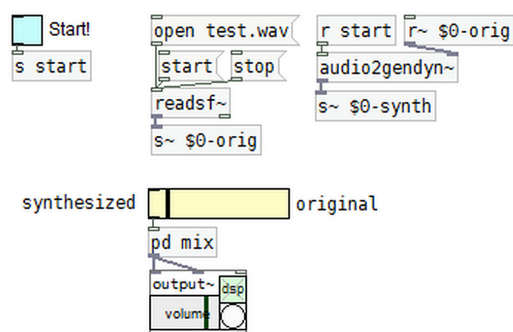 Start!
s start
open test.wav
start
stop
readsf~
s~ $0-orig
r start
r~ $0-orig
audio2gendyn~
s~ $0-synth
synthesized
original
pd mix
output~
dsp
volume